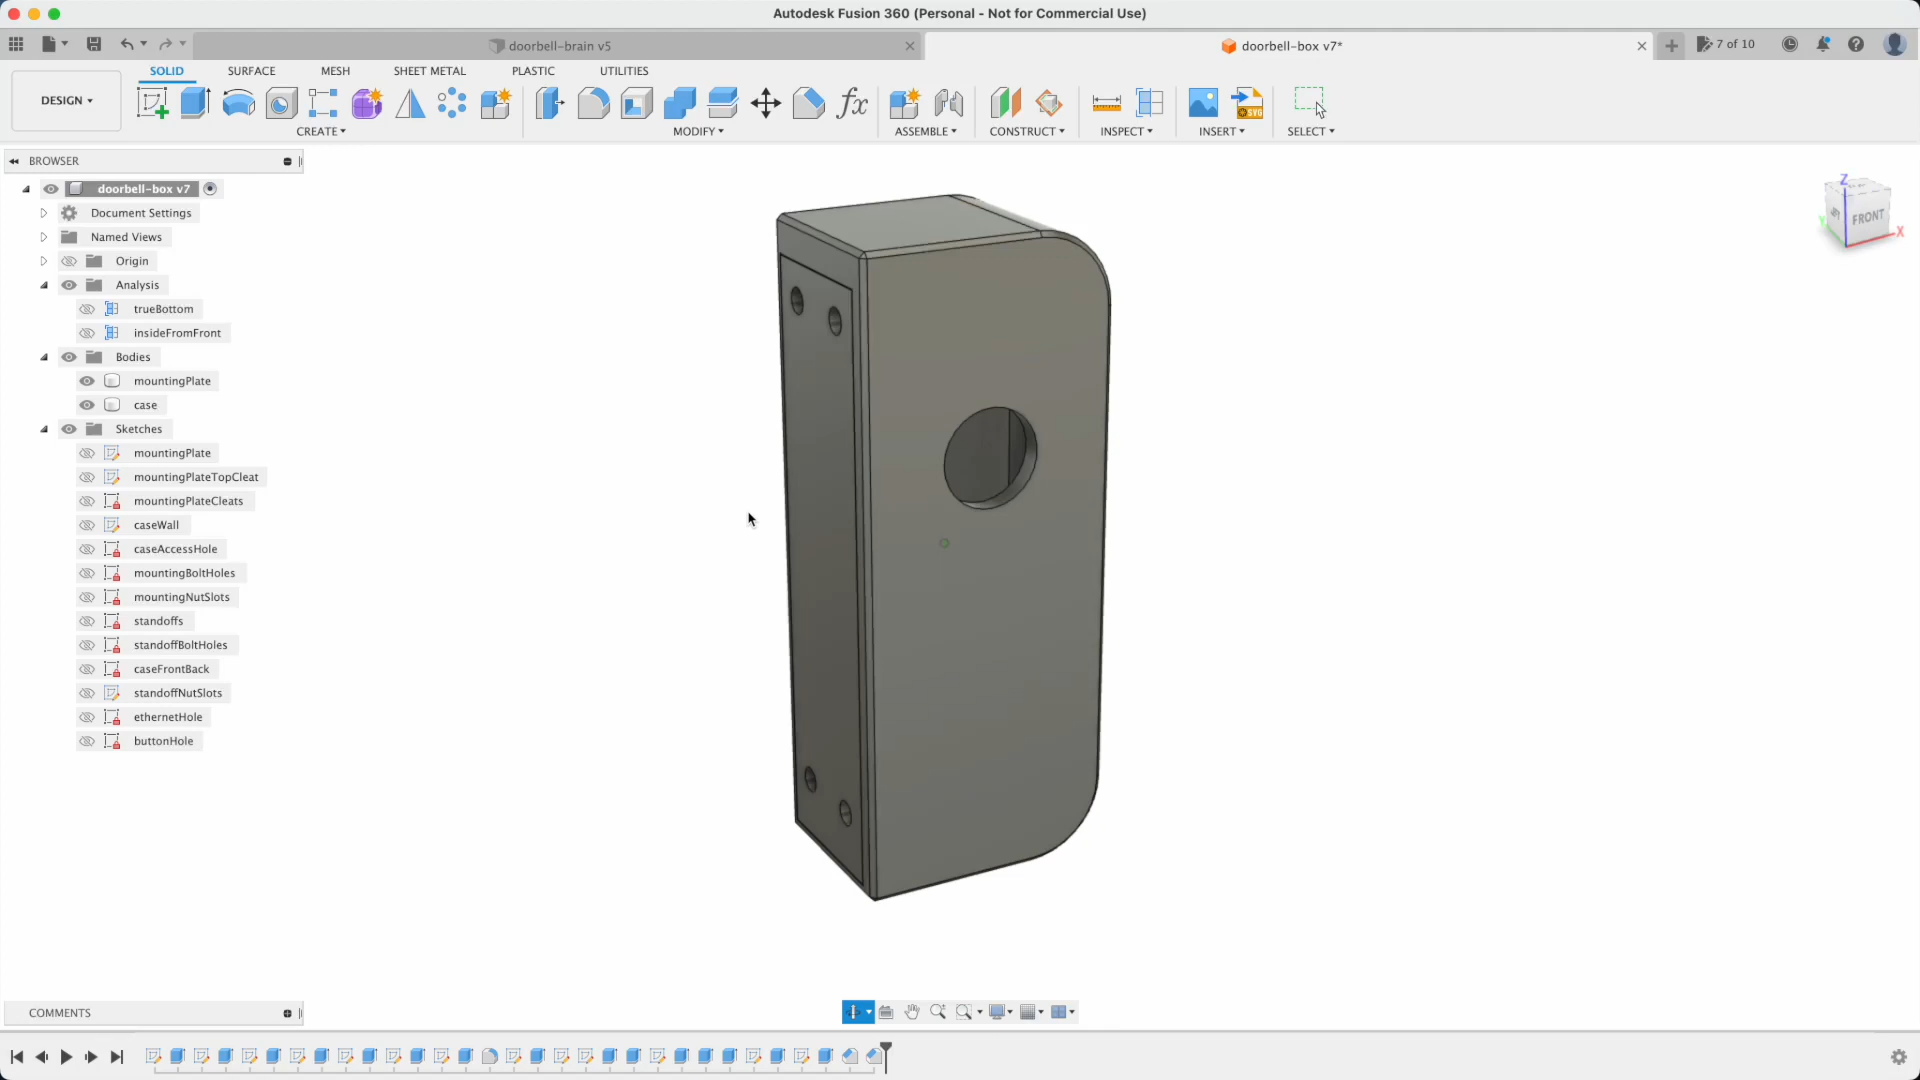 Autodesk Fusion 360 (Personal - Not for Commercial Use)
doorbell-brain v5
doorbell-box v7*
7 of 10
DESIGN
SOLID
SURFACE
MESH
SHEET METAL
PLASTIC
UTILITIES
CREATE
MODIFY
ASSEMBLE
CONSTRUCT
INSPECT
INSERT
SELECT
BROWSER
doorbell-box v7
Document Settings
Named Views
Origin
Analysis
trueBottom
insideFromFront
Bodies
mountingPlate
case
Sketches
mountingPlate
mountingPlateTopCleat
mountingPlateCleats
caseWall
caseAccessHole
mountingBoltHoles
mountingNutSlots
standoffs
standoffBoltHoles
caseFrontBack
standoffNutSlots
ethernetHole
buttonHole
Z
FRONT
X
Y
COMMENTS